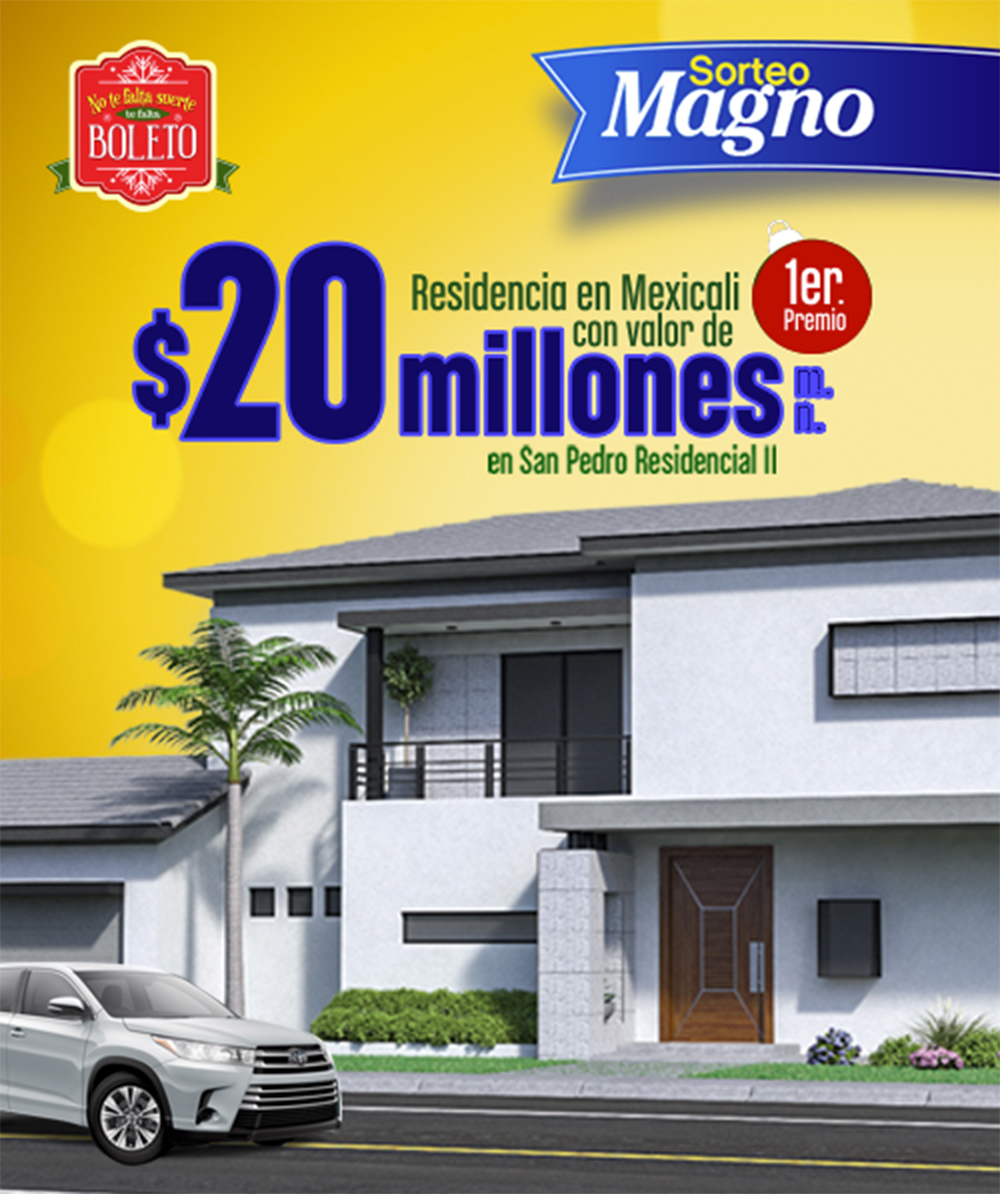 No te falta suerte
te falta
BOLETO
Sorteo
Magno
1er.
Premio
Residencia en Mexicali
con valor de
$20 millones m.n.
en San Pedro Residencial II